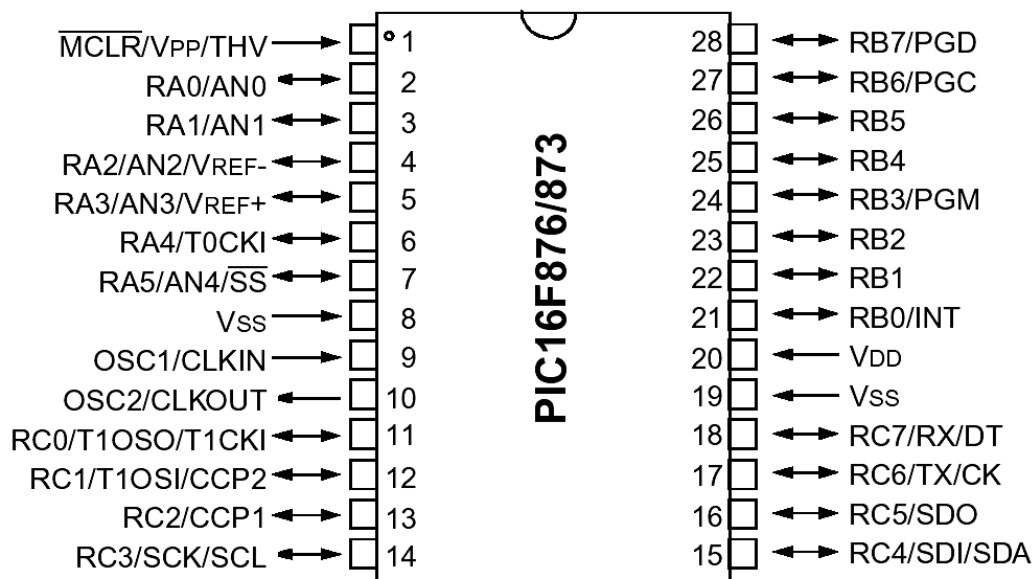 MCLR/VPP/THV 1 28 RB7/PGD
RA0/AN0 2 27 RB6/PGC
RA1/AN1 3 26 RB5
RA2/AN2/VREF- 4 25 RB4
RA3/AN3/VREF+ 5 24 RB3/PGM
RA4/T0CKI 6 23 RB2
RA5/AN4/SS 7 22 RB1
VSS 8 21 RB0/INT
OSC1/CLKIN 9 20 VDD
OSC2/CLKOUT 10 19 VSS
RC0/T1OSO/T1CKI 11 18 RC7/RX/DT
RC1/T1OSI/CCP2 12 17 RC6/TX/CK
RC2/CCP1 13 16 RC5/SDO
RC3/SCK/SCL 14 15 RC4/SDI/SDA
PIC16F876/873